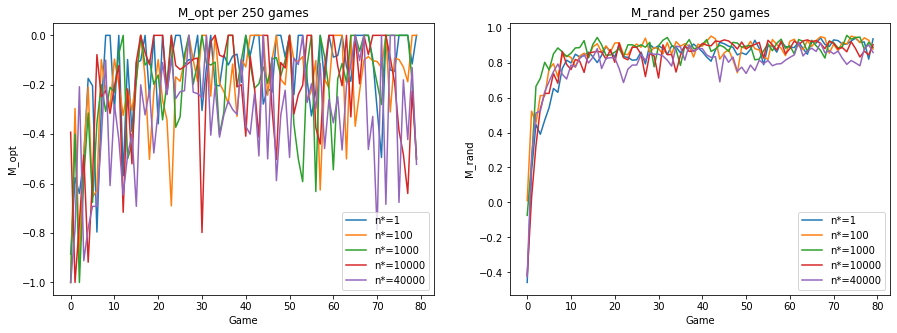 M_opt per 250 games
M_opt
0.0
−0.2
−0.4
−0.6
−0.8
−1.0
0 10 20 30 40 50 60 70 80
Game
n*=1
n*=100
n*=1000
n*=10000
n*=40000
M_rand per 250 games
M_rand
1.0
0.8
0.6
0.4
0.2
0.0
−0.2
−0.4
0 10 20 30 40 50 60 70 80
Game
n*=1
n*=100
n*=1000
n*=10000
n*=40000